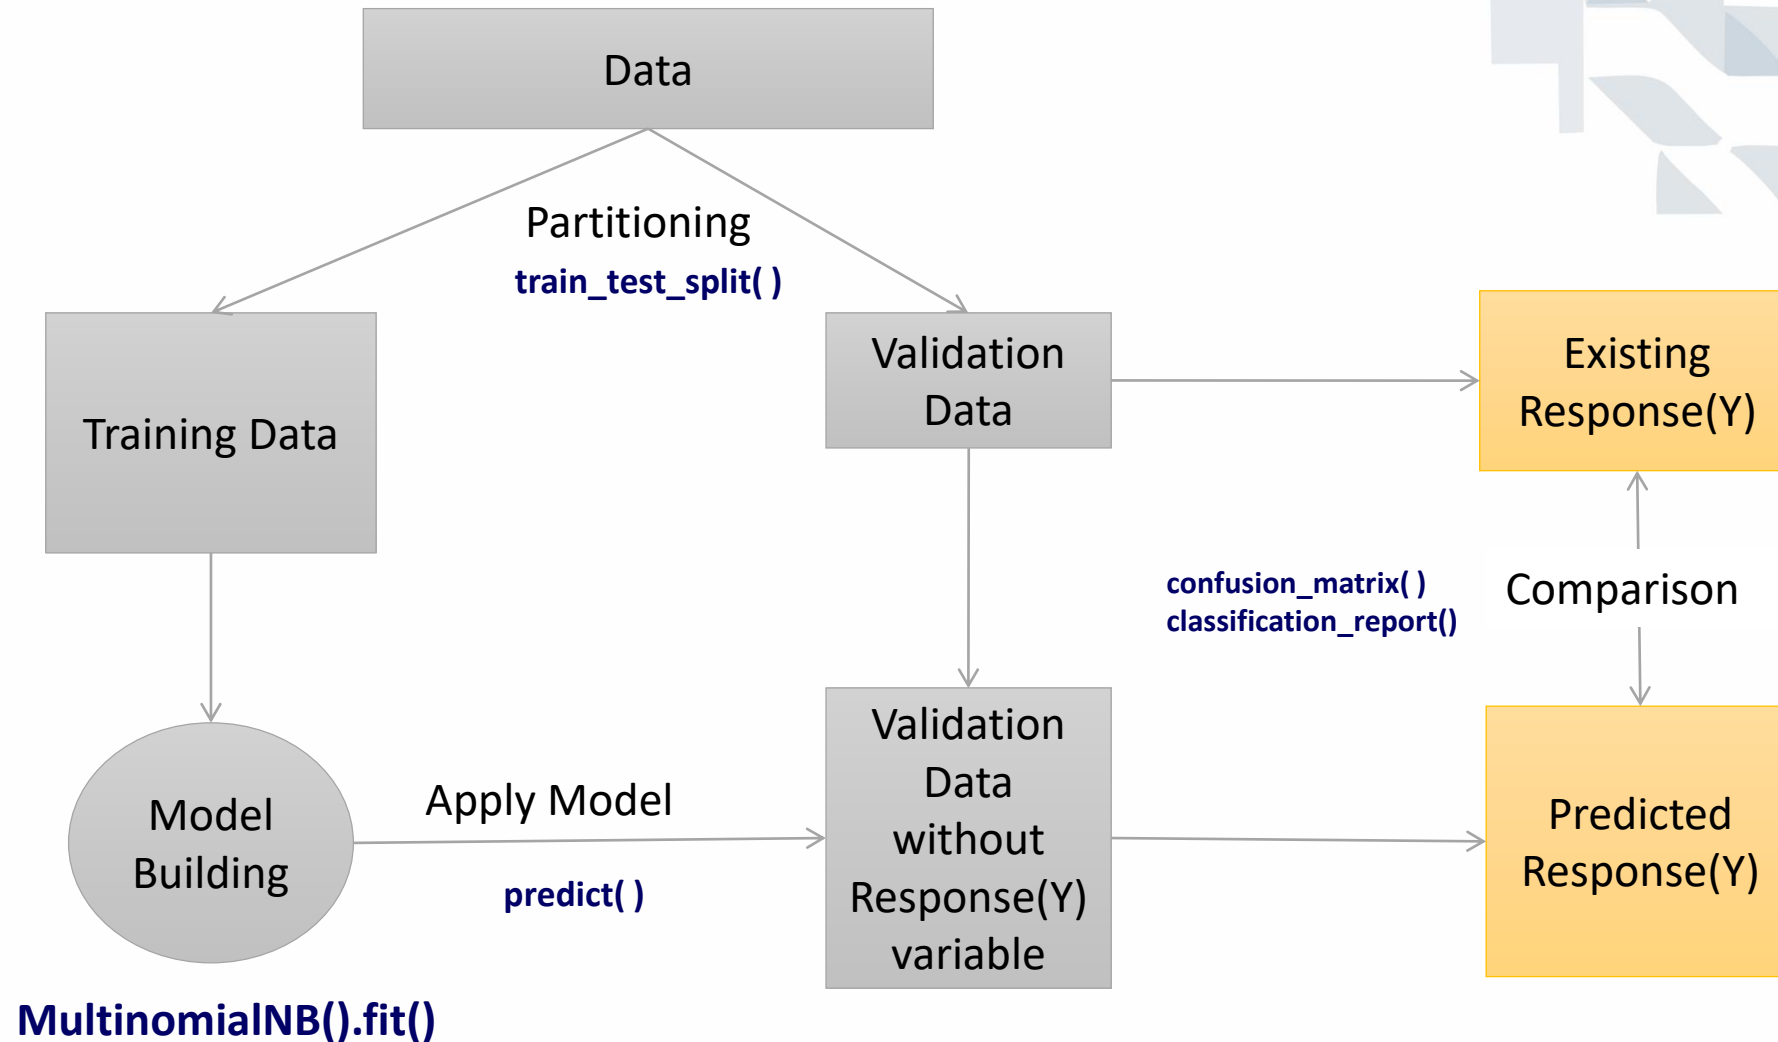 Data
Partitioning
train_test_split( )
Training Data
Validation
Data
Existing
Response(Y)
confusion_matrix( )
classification_report()
Comparison
Model
Building
Apply Model
predict( )
Validation
Data
without
Response(Y)
variable
Predicted
Response(Y)
MultinomialNB().fit()